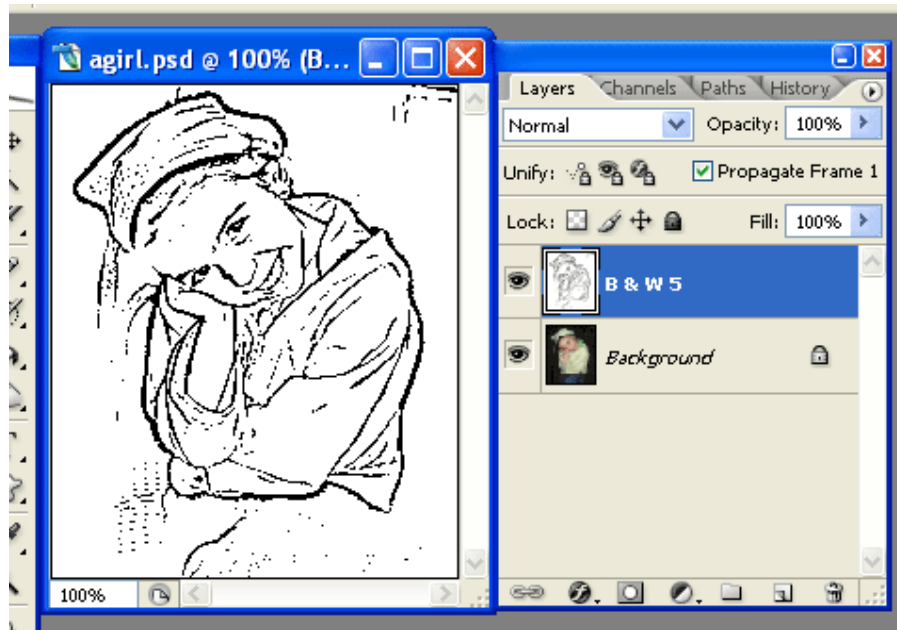 agirl.psd @ 100% (B...
Layers Channels Paths History
Normal Opacity: 100%
Unify: Propagate Frame 1
Lock: Fill: 100%
B & W 5
Background
100%